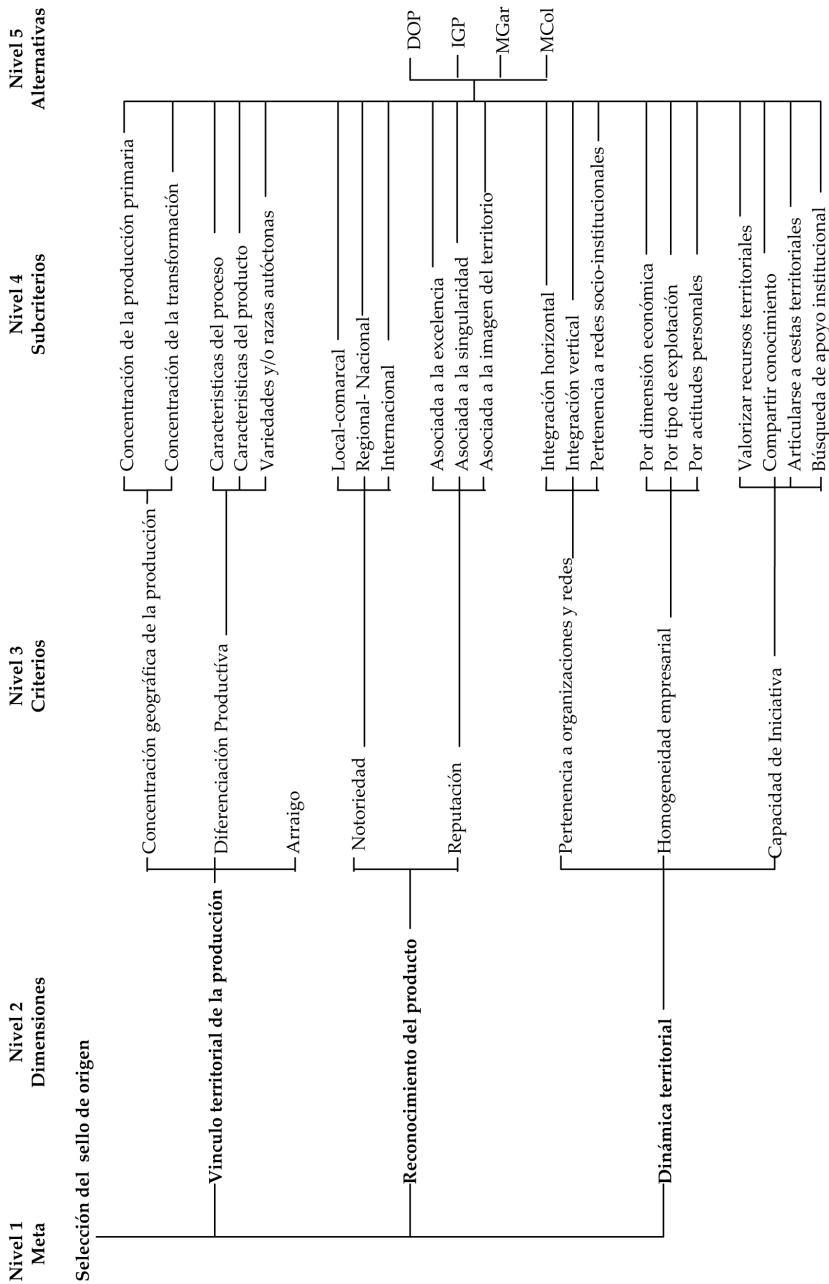 Nivel 1
Meta
Nivel 2
Dimensiones
Nivel 3
Criterios
Nivel 4
Subcriterios
Nivel 5
Alternativas
Selección del sello de origen
Vinculo territorial de la producción
Concentración geográfica de la producción
Concentración de la producción primaria
Concentración de la transformación
Diferenciación Productíva
Caracteristicas del proceso
Caracteristicas del producto
Variedades y/o razas autóctonas
Arraigo
Reconocimiento del producto
Notoriedad
Local-comarcal
Regional- Nacional
Internacional
Reputación
Asociada a la excelencia
Asociada a la singularidad
Asociada a la imagen del territorio
Dinámica territorial
Pertenencia a organizaciones y redes
Integración horizontal
Integración vertical
Pertenencia a redes socio-institucionales
Homogeneidad empresarial
Por dimensión económica
Por tipo de explotación
Por actitudes personales
Capacidad de Iniciativa
Valorizar recursos territoriales
Compartir conocimiento
Articularse a cestas territoriales
Búsqueda de apoyo institucional
DOP
IGP
MGar
MCol